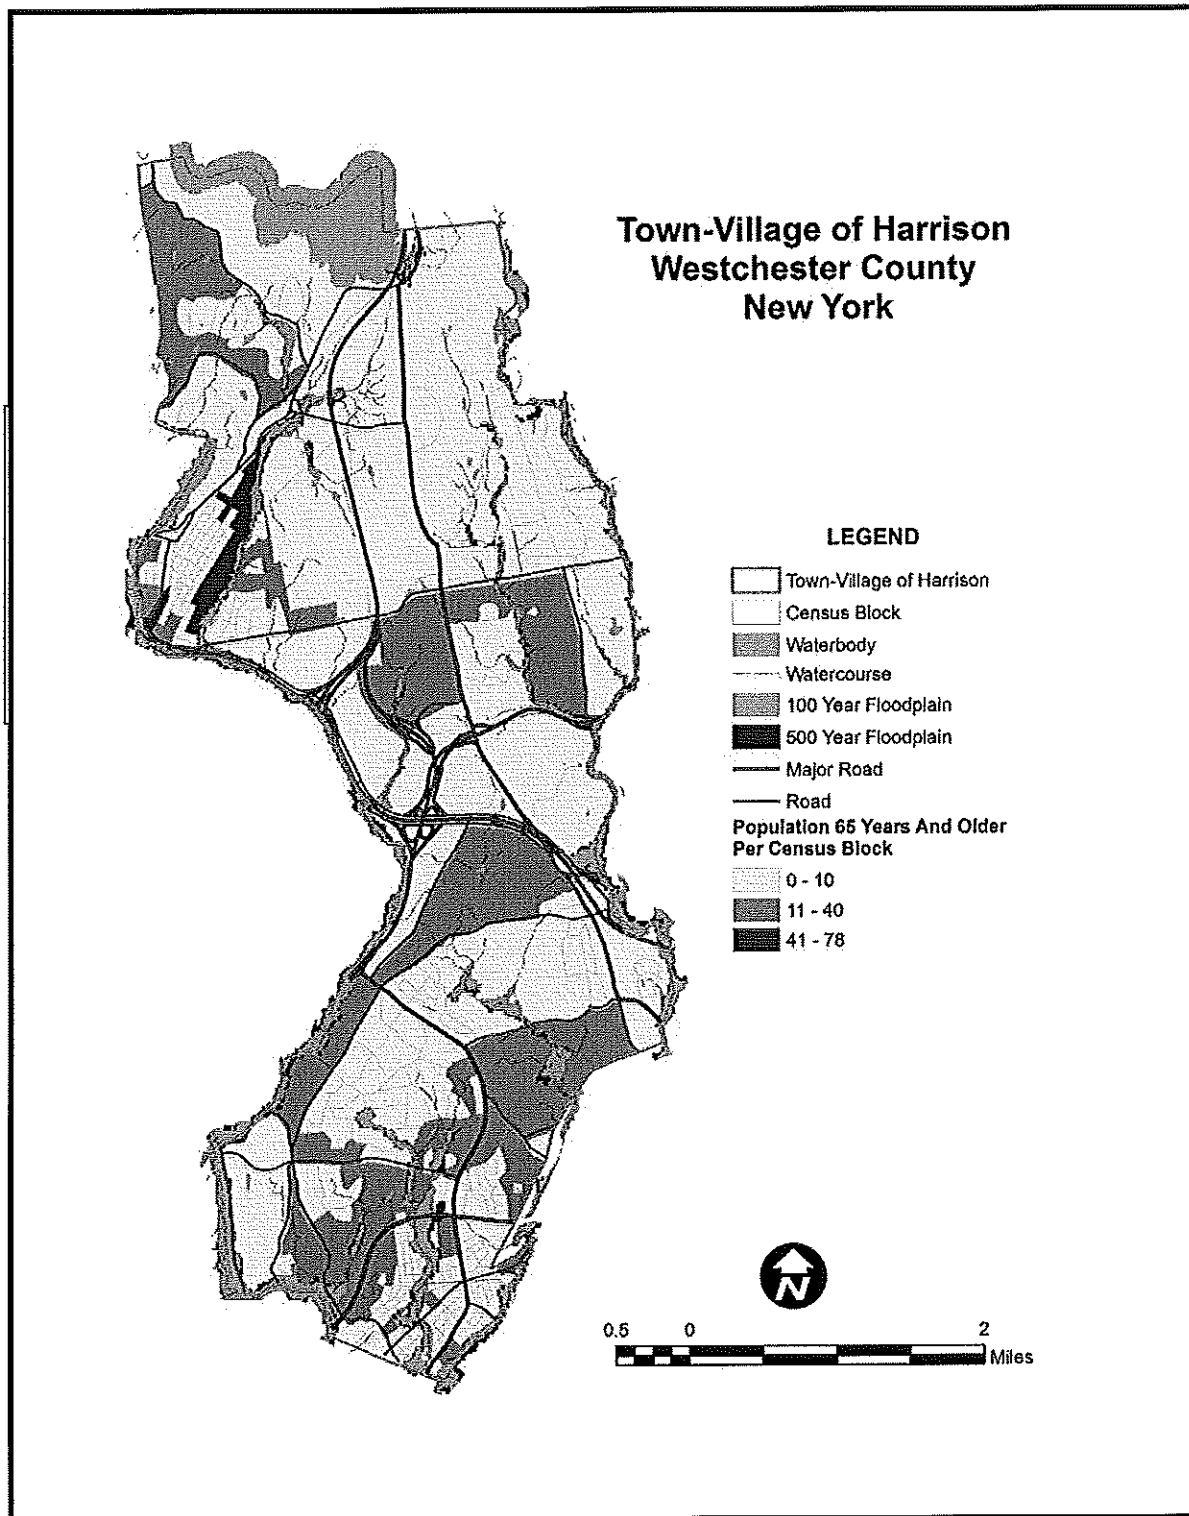 Town-Village of Harrison
Westchester County
New York
LEGEND
Town-Village of Harrison
Census Block
Waterbody
Watercourse
100 Year Floodplain
500 Year Floodplain
Major Road
Road
Population 65 Years And Older
Per Census Block
0 - 10
11 - 40
41 - 78
N
0.5 0 2
Miles